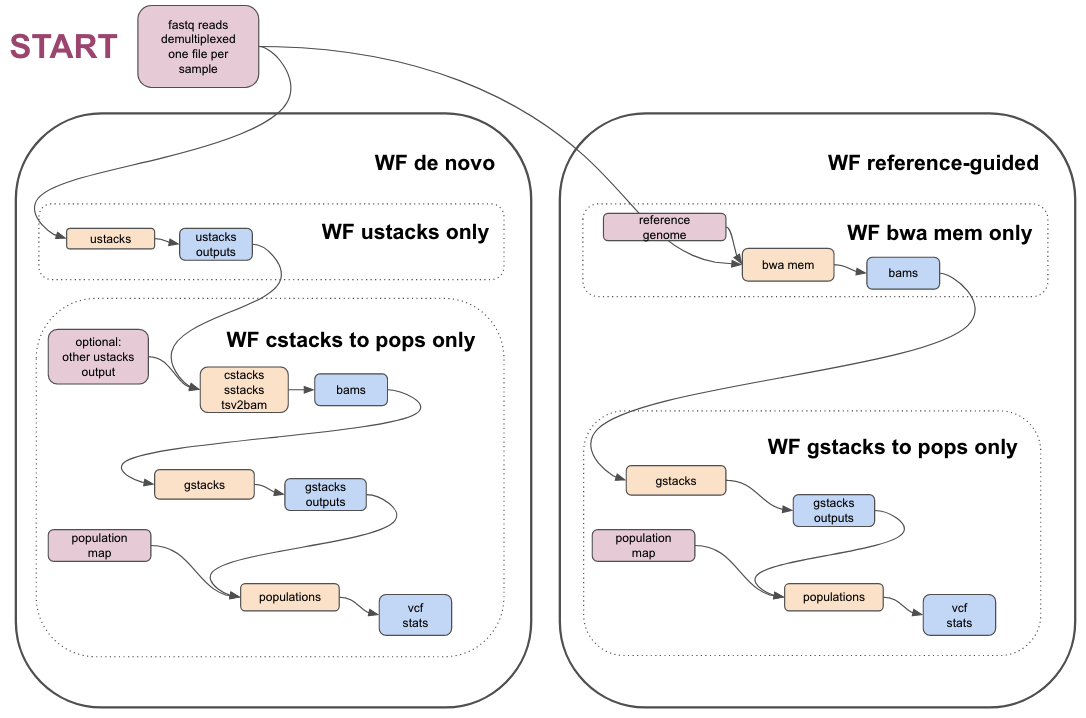 START
fastq reads
demultiplexed
one file per
sample
WF de novo
WF ustacks only
ustacks
ustacks
outputs
WF cstacks to pops only
optional:
other ustacks
output
cstacks
sstacks
tsv2bam
bams
gstacks
gstacks
outputs
population
map
populations
vcf
stats
WF reference-guided
reference
genome
WF bwa mem only
bwa mem
bams
WF gstacks to pops only
gstacks
gstacks
outputs
population
map
populations
vcf
stats